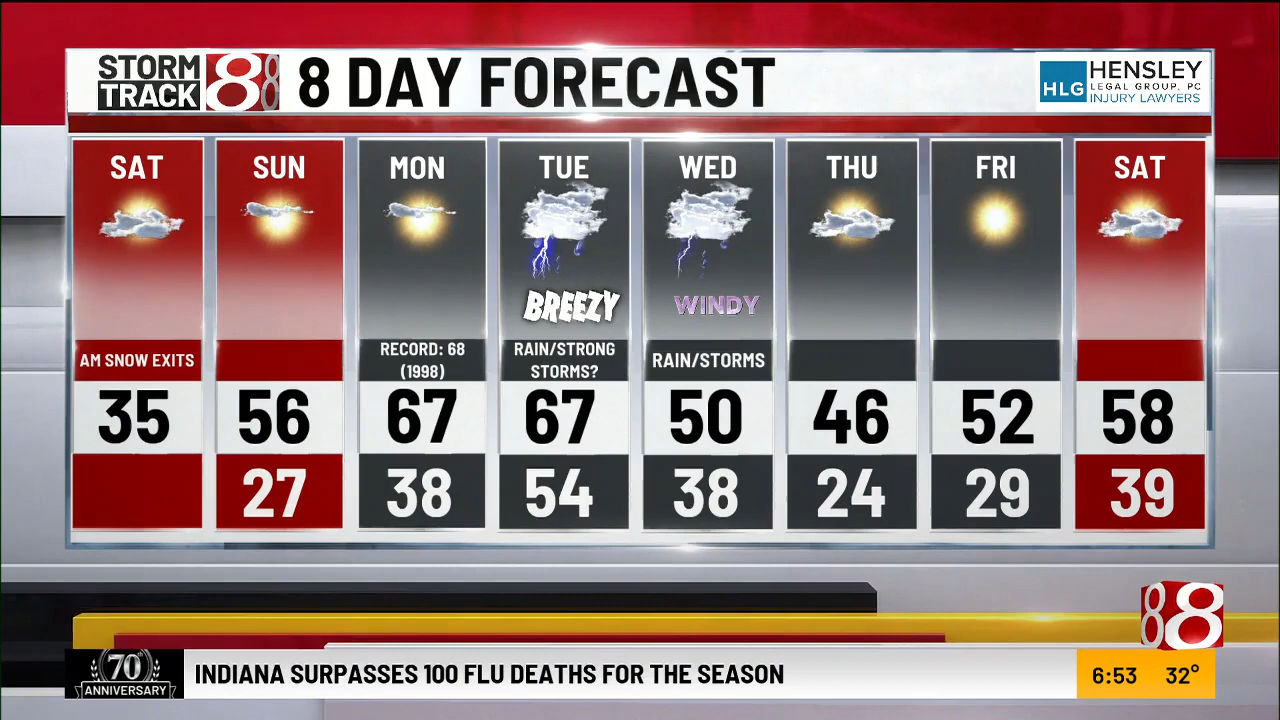 STORM
TRACK
8
8 DAY FORECAST
HLG
HENSLEY
LEGAL GROUP, PC
INJURY LAWYERS
SAT SUN MON TUE WED THU FRI SAT
BREEZY WINDY
AM SNOW EXITS
RECORD: 68
(1998)
RAIN/STRONG
STORMS?
RAIN/STORMS
35 56 67 67 50 46 52 58
27 38 54 38 24 29 39
8 8
70th
ANNIVERSARY
INDIANA SURPASSES 100 FLU DEATHS FOR THE SEASON
6:53 32°